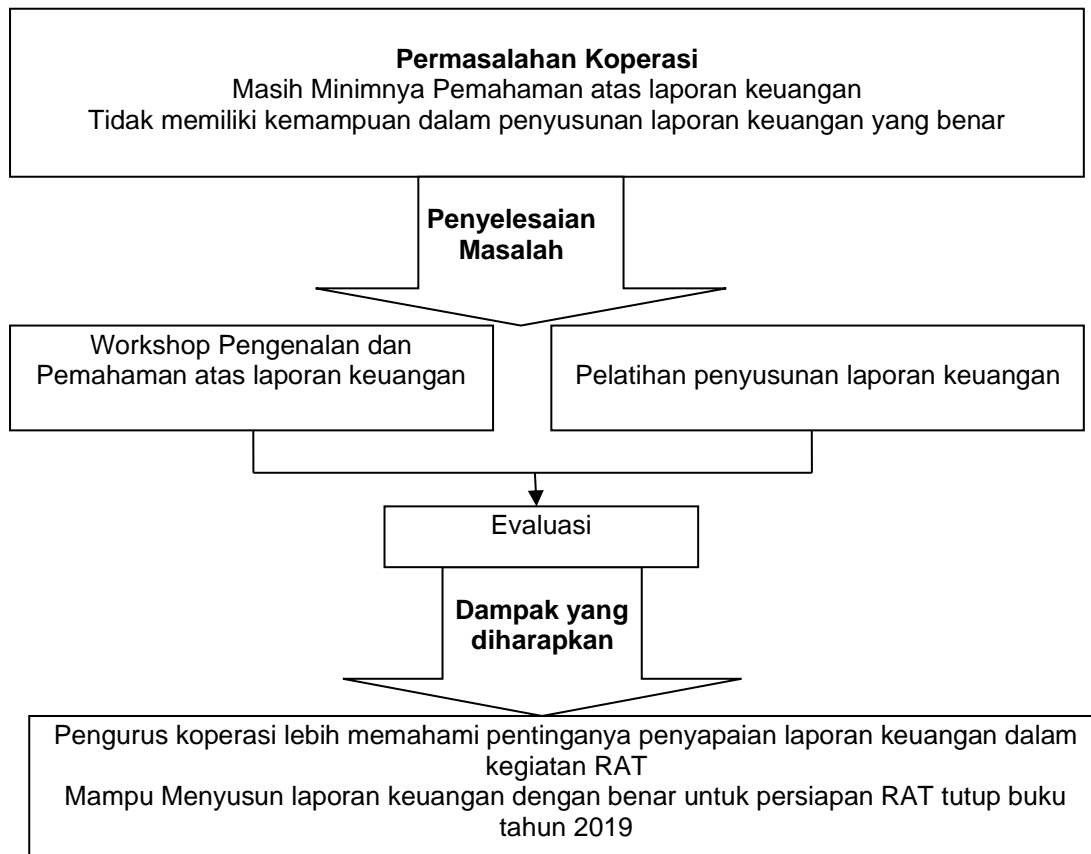 Permasalahan Koperasi
Masih Minimnya Pemahaman atas laporan keuangan
Tidak memiliki kemampuan dalam penyusunan laporan keuangan yang benar
Penyelesaian
Masalah
Workshop Pengenalan dan
Pemahaman atas laporan keuangan
Pelatihan penyusunan laporan keuangan
Evaluasi
Dampak yang
diharapkan
Pengurus koperasi lebih memahami pentinganya penyapaian laporan keuangan dalam
kegiatan RAT
Mampu Menyusun laporan keuangan dengan benar untuk persiapan RAT tutup buku
tahun 2019